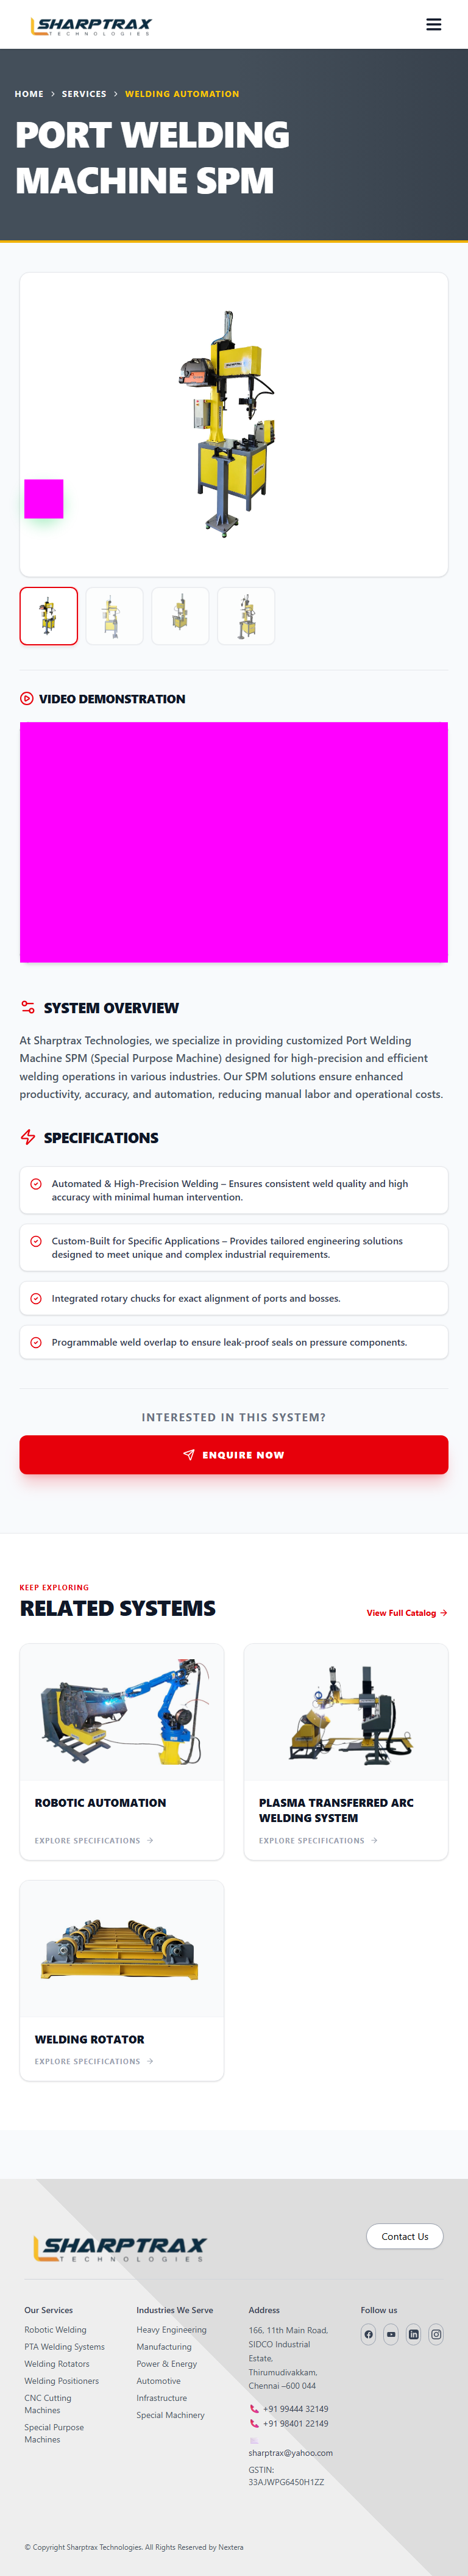 SHARPTRAX
TECHNOLOGIES
HOME > SERVICES > WELDING AUTOMATION
PORT WELDING
MACHINE SPM
VIDEO DEMONSTRATION
SYSTEM OVERVIEW
At Sharptrax Technologies, we specialize in providing customized Port Welding
Machine SPM (Special Purpose Machine) designed for high-precision and efficient
welding operations in various industries. Our SPM solutions ensure enhanced
productivity, accuracy, and automation, reducing manual labor and operational costs.
SPECIFICATIONS
Automated & High-Precision Welding – Ensures consistent weld quality and high
accuracy with minimal human intervention.
Custom-Built for Specific Applications – Provides tailored engineering solutions
designed to meet unique and complex industrial requirements.
Integrated rotary chucks for exact alignment of ports and bosses.
Programmable weld overlap to ensure leak-proof seals on pressure components.
INTERESTED IN THIS SYSTEM?
ENQUIRE NOW
KEEP EXPLORING
RELATED SYSTEMS
View Full Catalog →
ROBOTIC AUTOMATION
EXPLORE SPECIFICATIONS →
PLASMA TRANSFERRED ARC
WELDING SYSTEM
EXPLORE SPECIFICATIONS →
WELDING ROTATOR
EXPLORE SPECIFICATIONS →
SHARPTRAX
TECHNOLOGIES
Contact Us
Our Services
Robotic Welding
PTA Welding Systems
Welding Rotators
Welding Positioners
CNC Cutting
Machines
Special Purpose
Machines
Industries We Serve
Heavy Engineering
Manufacturing
Power & Energy
Automotive
Infrastructure
Special Machinery
Address
166, 11th Main Road,
SIDCO Industrial
Estate,
Thirumudivakkam,
Chennai –600 044
+91 99444 32149
+91 98401 22149
sharptrax@yahoo.com
GSTIN:
33AJWPG6450H1ZZ
Follow us
© Copyright Sharptrax Technologies. All Rights Reserved by Nextera